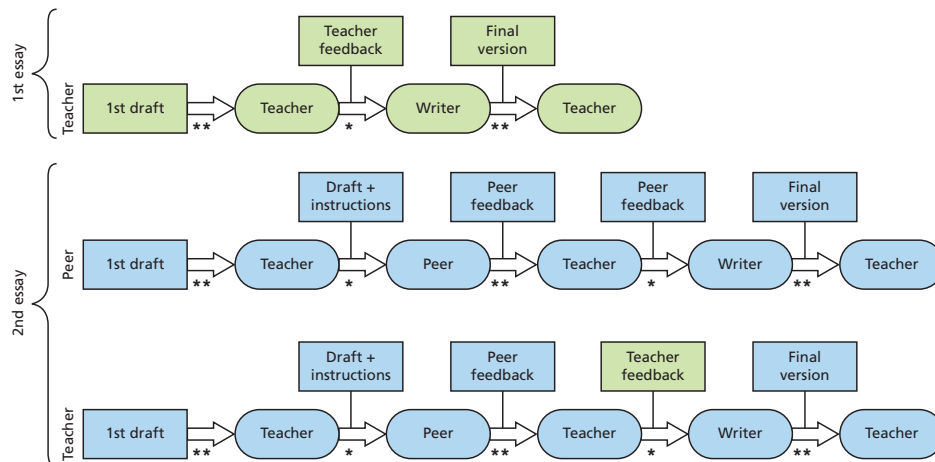 1st essay
Teacher
Teacher
feedback
Final
version
1st draft
Teacher
Writer
Teacher
**
*
**
2nd essay
Peer
Draft +
instructions
Peer
feedback
Peer
feedback
Final
version
1st draft
Teacher
Peer
Teacher
Writer
Teacher
**
*
**
*
**
Teacher
Draft +
instructions
Peer
feedback
Teacher
feedback
Final
version
1st draft
Teacher
Peer
Teacher
Writer
Teacher
**
*
**
*
**